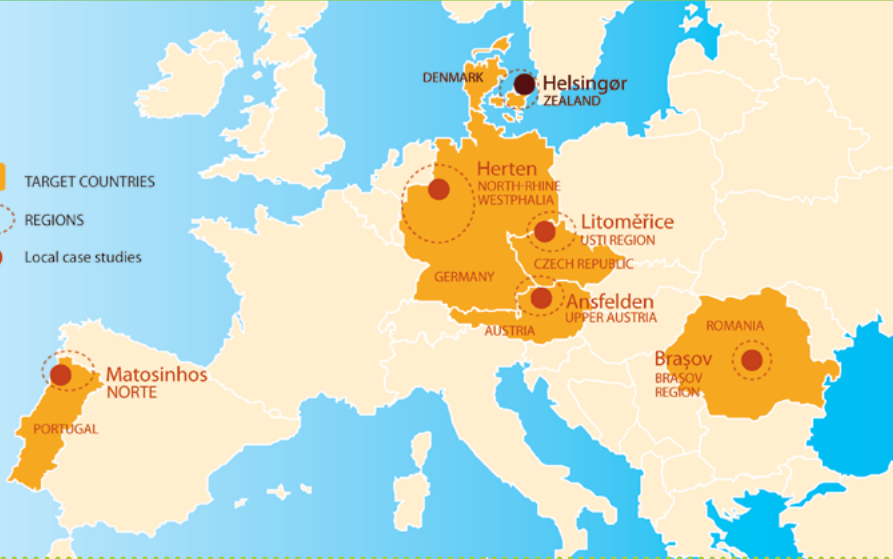 DENMARK
Helsingør
ZEALAND
Herten
NORTH-RHINE
WESTPHALIA
TARGET COUNTRIES
REGIONS
Litoměřice
USTI REGION
Local case studies
CZECH REPUBLIC
GERMANY
Ansfelden
UPPER AUSTRIA
AUSTRIA
ROMANIA
Brașov
BRAȘOV
REGION
Matosinhos
NORTE
PORTUGAL